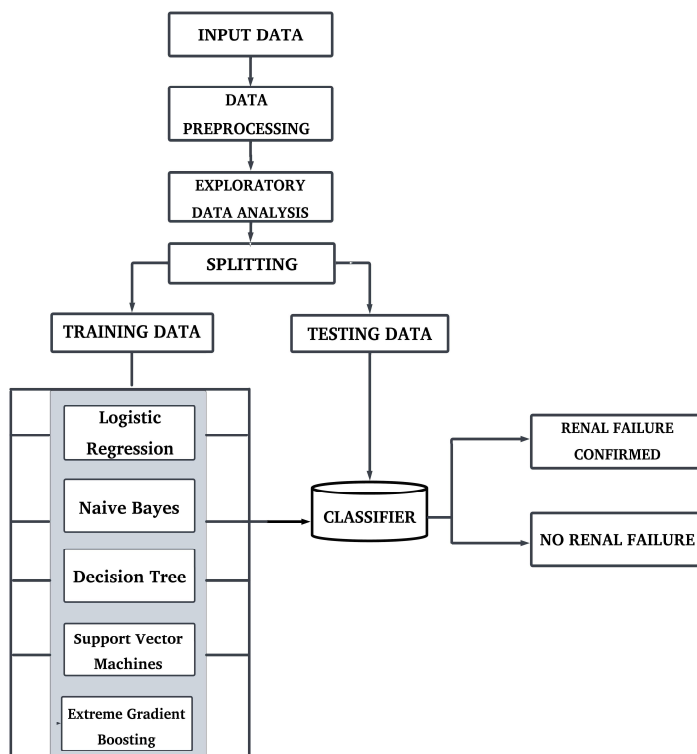 INPUT DATA
DATA
PREPROCESSING
EXPLORATORY
DATA ANALYSIS
SPLITTING
TRAINING DATA
TESTING DATA
Logistic
Regression
Naive Bayes
Decision Tree
Support Vector
Machines
Extreme Gradient
Boosting
CLASSIFIER
RENAL FAILURE
CONFIRMED
NO RENAL FAILURE